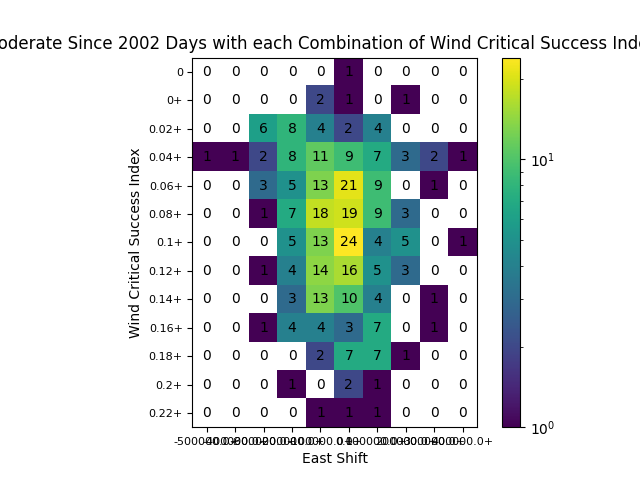 oderate Since 2002 Days with each Combination of Wind Critical Success Inde
Wind Critical Success Index
0 0 0 0 0 0 1 0 0 0 0
0+ 0 0 0 0 2 1 0 1 0 0
0.02+ 0 0 6 8 4 2 4 0 0 0
0.04+ 1 1 2 8 11 9 7 3 2 1
0.06+ 0 0 3 5 13 21 9 0 1 0
0.08+ 0 0 1 7 18 19 9 3 0 0
0.1+ 0 0 0 5 13 24 4 5 0 1
0.12+ 0 0 1 4 14 16 5 3 0 0
0.14+ 0 0 0 3 13 10 4 0 1 0
0.16+ 0 0 1 4 4 3 7 0 1 0
0.18+ 0 0 0 0 2 7 7 1 0 0
0.2+ 0 0 0 1 0 2 1 0 0 0
0.22+ 0 0 0 0 1 1 1 0 0 0
East Shift
10¹
10⁰